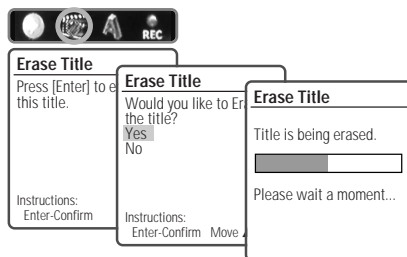 REC
Erase Title
Press [Enter] to e
this title.
Instructions:
Enter-Confirm
Erase Title
Would you like to Er
the title?
Yes
No
Instructions:
Enter-Confirm Move
Erase Title
Title is being erased.
Please wait a moment...